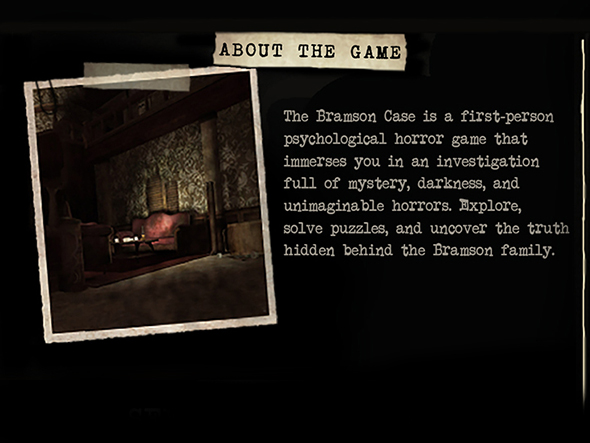 ABOUT THE GAME
The Bramson Case is a first-person
psychological horror game that
immerses you in an investigation
full of mystery, darkness, and
unimaginable horrors. Explore,
solve puzzles, and uncover the truth
hidden behind the Bramson family.